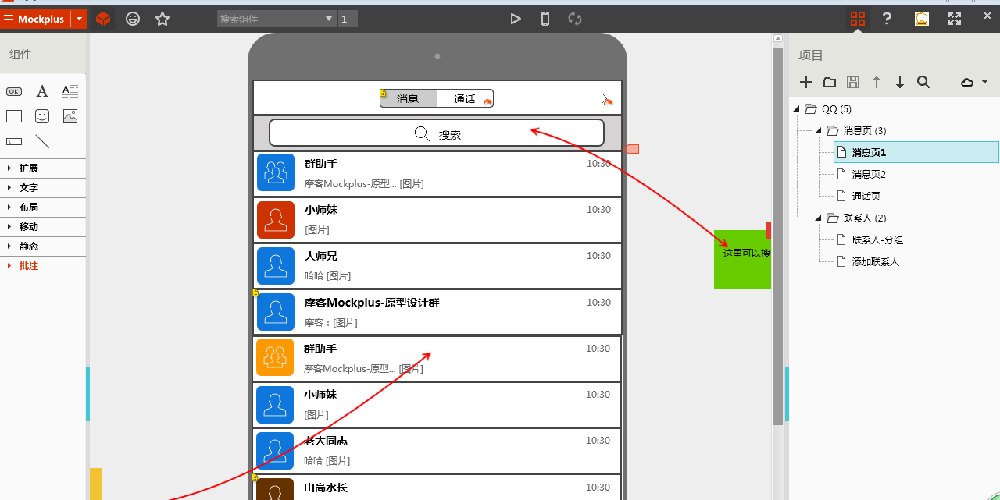 Mockplus
搜索组件
1
组件
项目
OK
A
A
扩展
文字
布局
移动
静态
批注
消息
通话
搜索
群助手
10:30
摩客Mockplus-原型... [图片]
小师妹
10:30
[图片]
大师兄
10:30
哈哈 [图片]
摩客Mockplus-原型设计群
10:30
摩客：[图片]
群助手
10:30
摩客Mockplus-原型... [图片]
小师妹
10:30
[图片]
老大同志
10:30
哈哈 [图片]
山高水长
10:30
这里可以搜
QQ (5)
消息页 (3)
消息页1
消息页2
通话页
联系人 (2)
联系人-分组
添加联系人